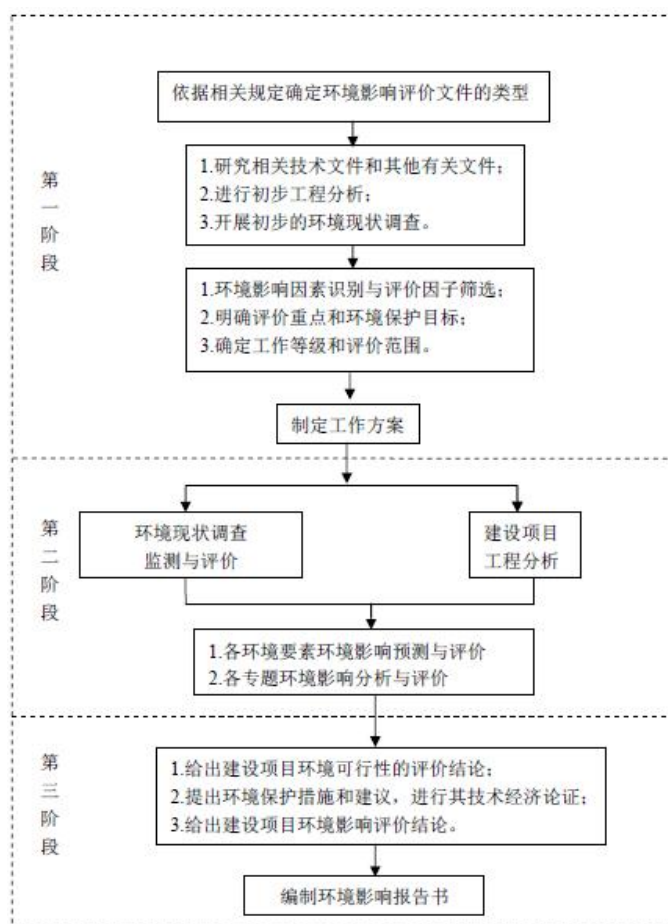 依据相关规定确定环境影响评价文件的类型
第一阶段
1.研究相关技术文件和其他有关文件;
2.进行初步工程分析;
3.开展初步的环境现状调查。
1.环境影响因素识别与评价因子筛选;
2.明确评价重点和环境保护目标;
3.确定工作等级和评价范围。
制定工作方案
第二阶段
环境现状调查
监测与评价
建设项目
工程分析
1.各环境要素环境影响预测与评价
2.各专题环境影响分析与评价
第三阶段
1.给出建设项目环境可行性的评价结论;
2.提出环境保护措施和建议，进行其技术经济论证;
3.给出建设项目环境影响评价结论。
编制环境影响报告书